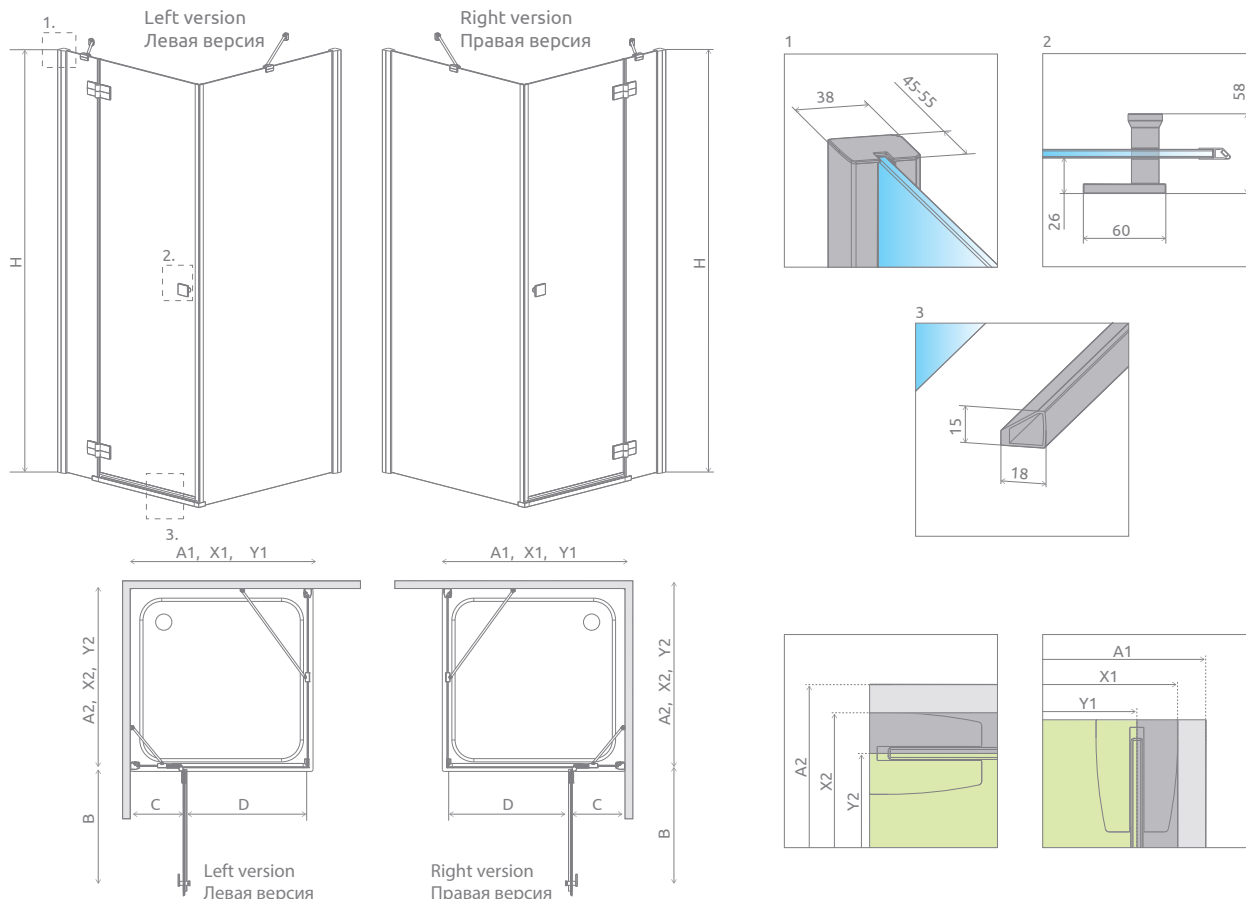 1.
Left version
Левая версия
Right version
Правая версия
H
2.
H
3.
1
38
45-55
2
58
26
60
3
15
18
A1, X1, Y1
A2, X2, Y2
C
D
B
Left version
Левая версия
A1, X1, Y1
A2, X2, Y2
D
C
B
Right version
Правая версия
A2
X2
Y2
A1
X1
Y1